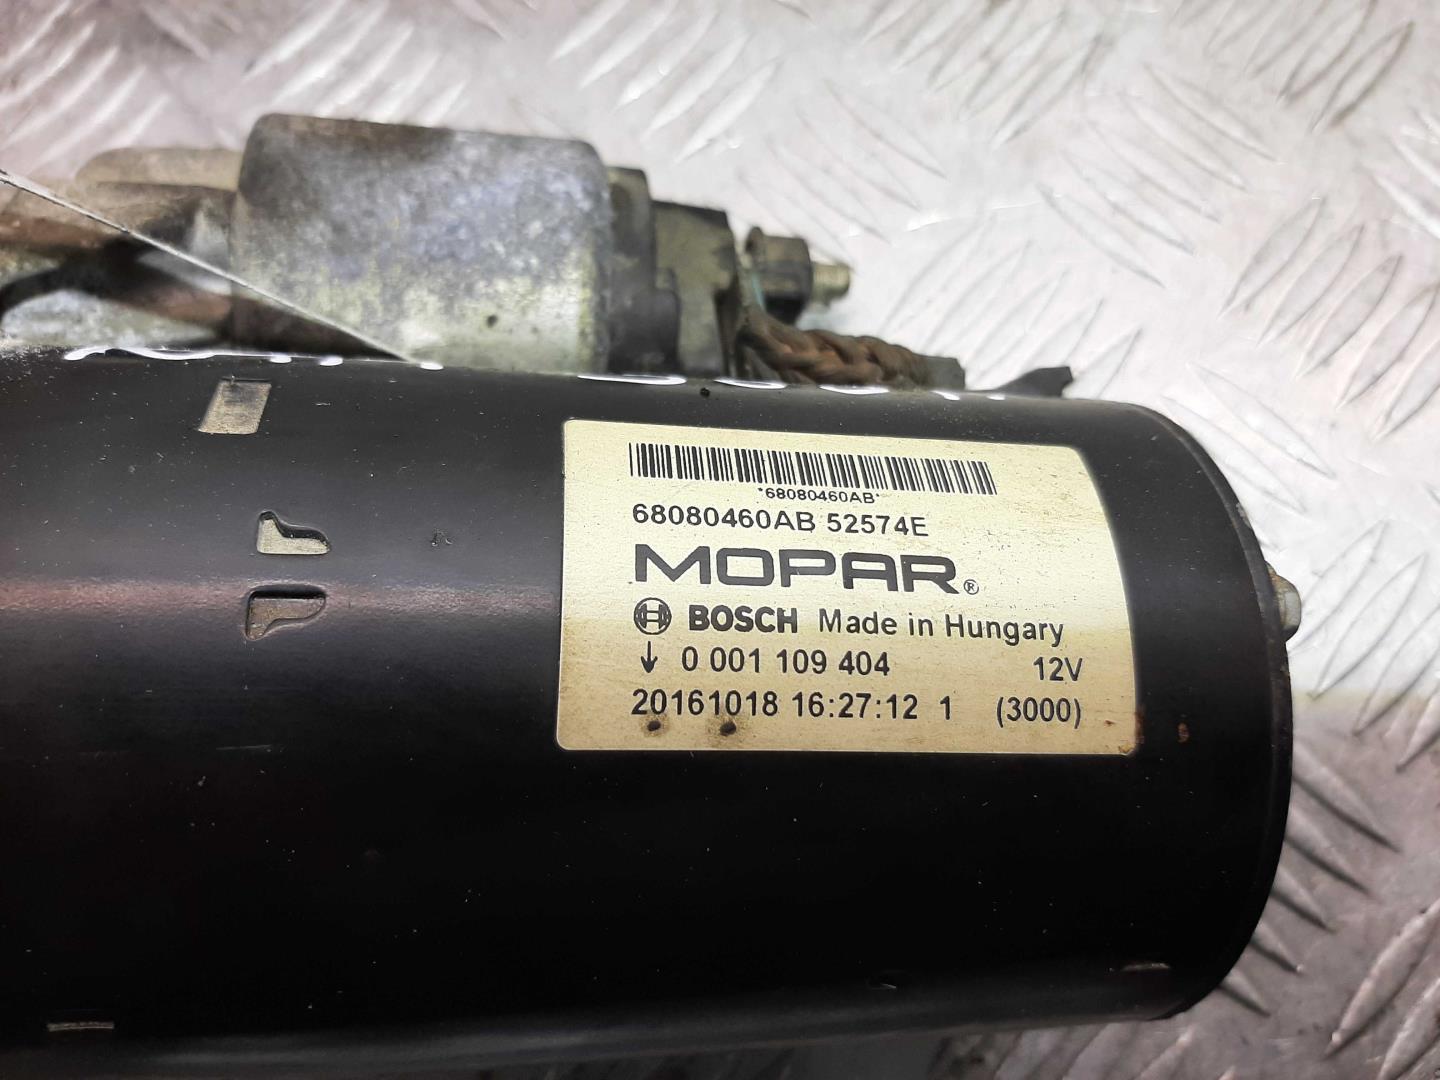 *68080460AB*
68080460AB 52574E
MOPAR®
BOSCH Made in Hungary
↓ 0 001 109 404 12V
20161018 16:27:12 1 (3000)